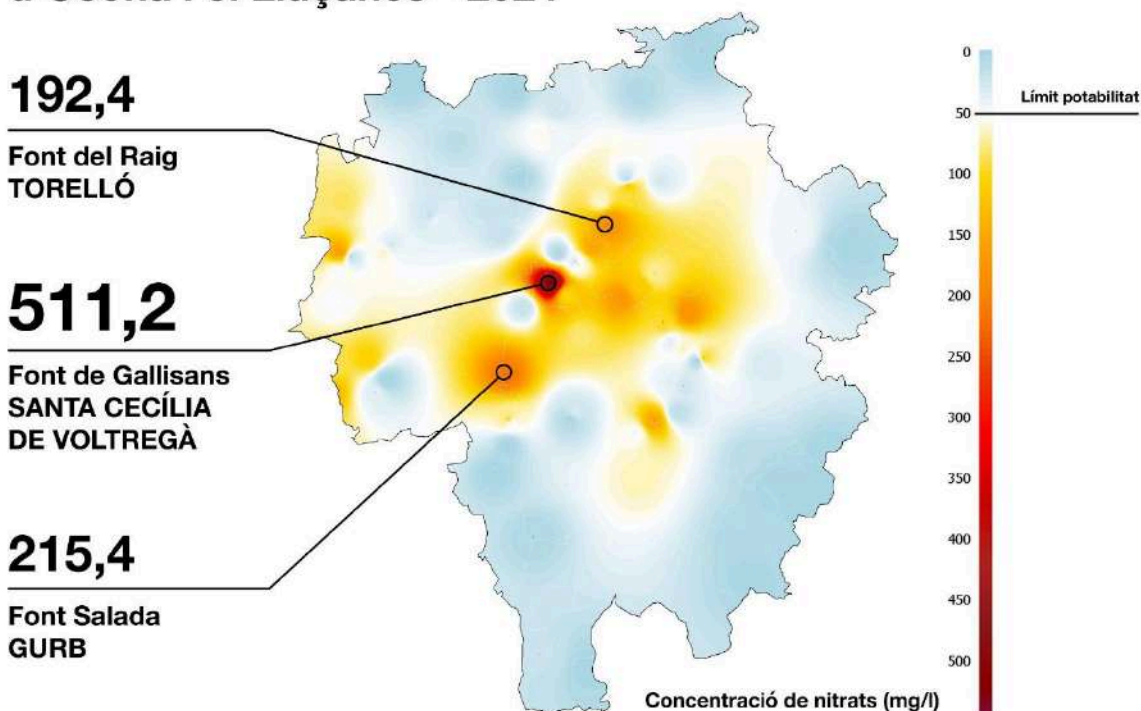 2021
192,4
Font del Raig
TORELLÓ
511,2
Font de Gallisans
SANTA CECÍLIA
DE VOLTREGÀ
215,4
Font Salada
GURB
0
Límit potabilitat
50
100
150
200
250
300
350
400
450
500
Concentració de nitrats (mg/l)